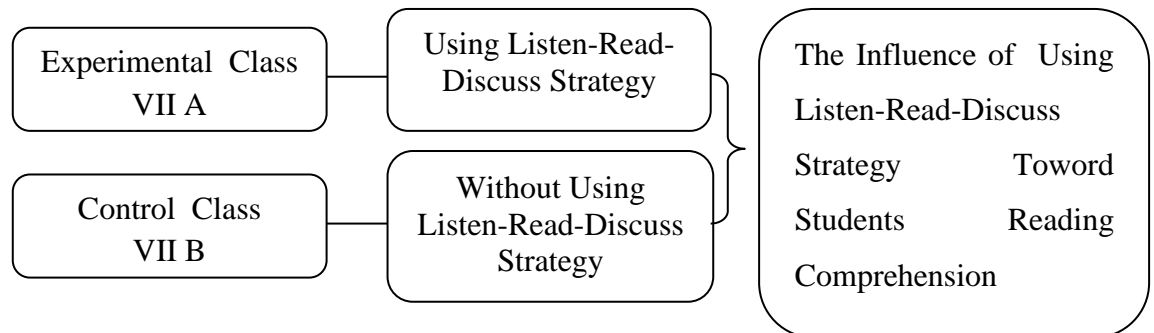 Experimental Class
VII A
Using Listen-Read-
Discuss Strategy
Control Class
VII B
Without Using
Listen-Read-Discuss
Strategy
The Influence of Using
Listen-Read-Discuss
Strategy Toword
Students Reading
Comprehension